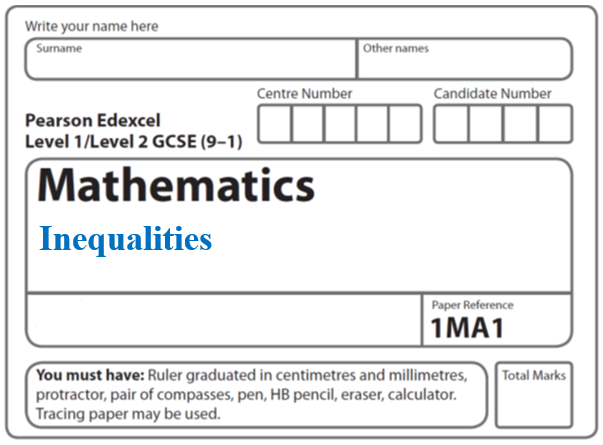 Write your name here
Surname
Other names
Centre Number
Candidate Number
Pearson Edexcel
Level 1/Level 2 GCSE (9–1)
Mathematics
Inequalities
Paper Reference
1MA1
You must have: Ruler graduated in centimetres and millimetres,
protractor, pair of compasses, pen, HB pencil, eraser, calculator.
Tracing paper may be used.
Total Marks